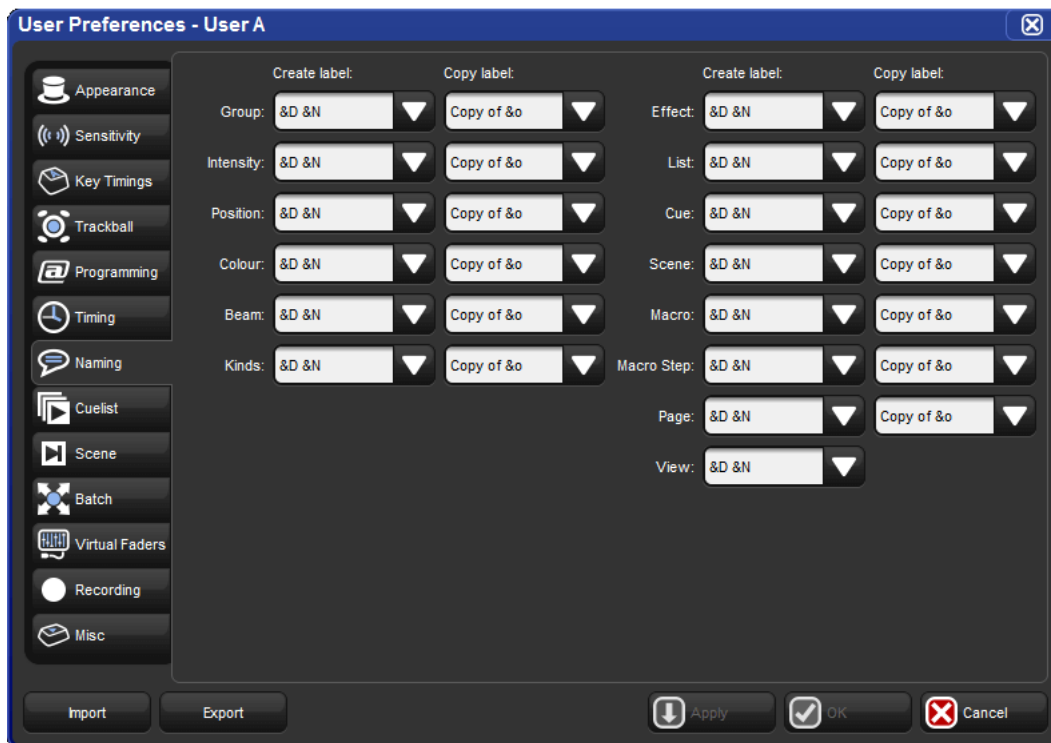 User Preferences - User A
Appearance
Sensitivity
Key Timings
Trackball
Programming
Timing
Naming
Cuelist
Scene
Batch
Virtual Faders
Recording
Misc
Create label: Copy label: Create label: Copy label:
Group: &D &N Copy of &o Effect: &D &N Copy of &o
Intensity: &D &N Copy of &o List: &D &N Copy of &o
Position: &D &N Copy of &o Cue: &D &N Copy of &o
Colour: &D &N Copy of &o Scene: &D &N Copy of &o
Beam: &D &N Copy of &o Macro: &D &N Copy of &o
Kinds: &D &N Copy of &o Macro Step: &D &N Copy of &o
Page: &D &N Copy of &o
View: &D &N
Import Export Apply OK Cancel